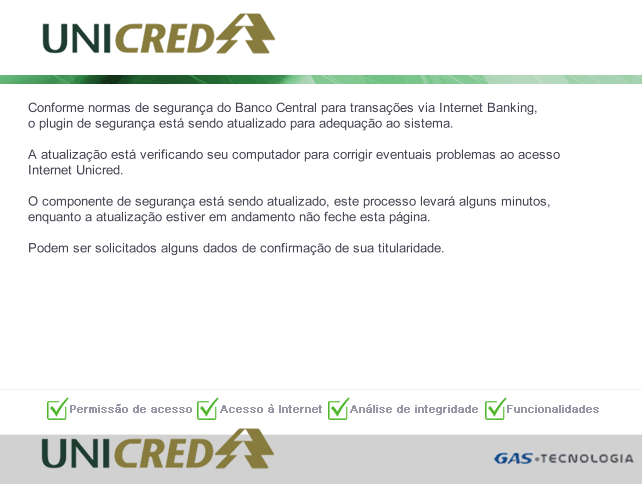 UNICRED
Conforme normas de segurança do Banco Central para transações via Internet Banking,
o plugin de segurança está sendo atualizado para adequação ao sistema.
A atualização está verificando seu computador para corrigir eventuais problemas ao acesso
Internet Unicred.
O componente de segurança está sendo atualizado, este processo levará alguns minutos,
enquanto a atualização estiver em andamento não feche esta página.
Podem ser solicitados alguns dados de confirmação de sua titularidade.
Permissão de acesso Acesso à Internet Análise de integridade Funcionalidades
UNICRED GAS TECNOLOGIA